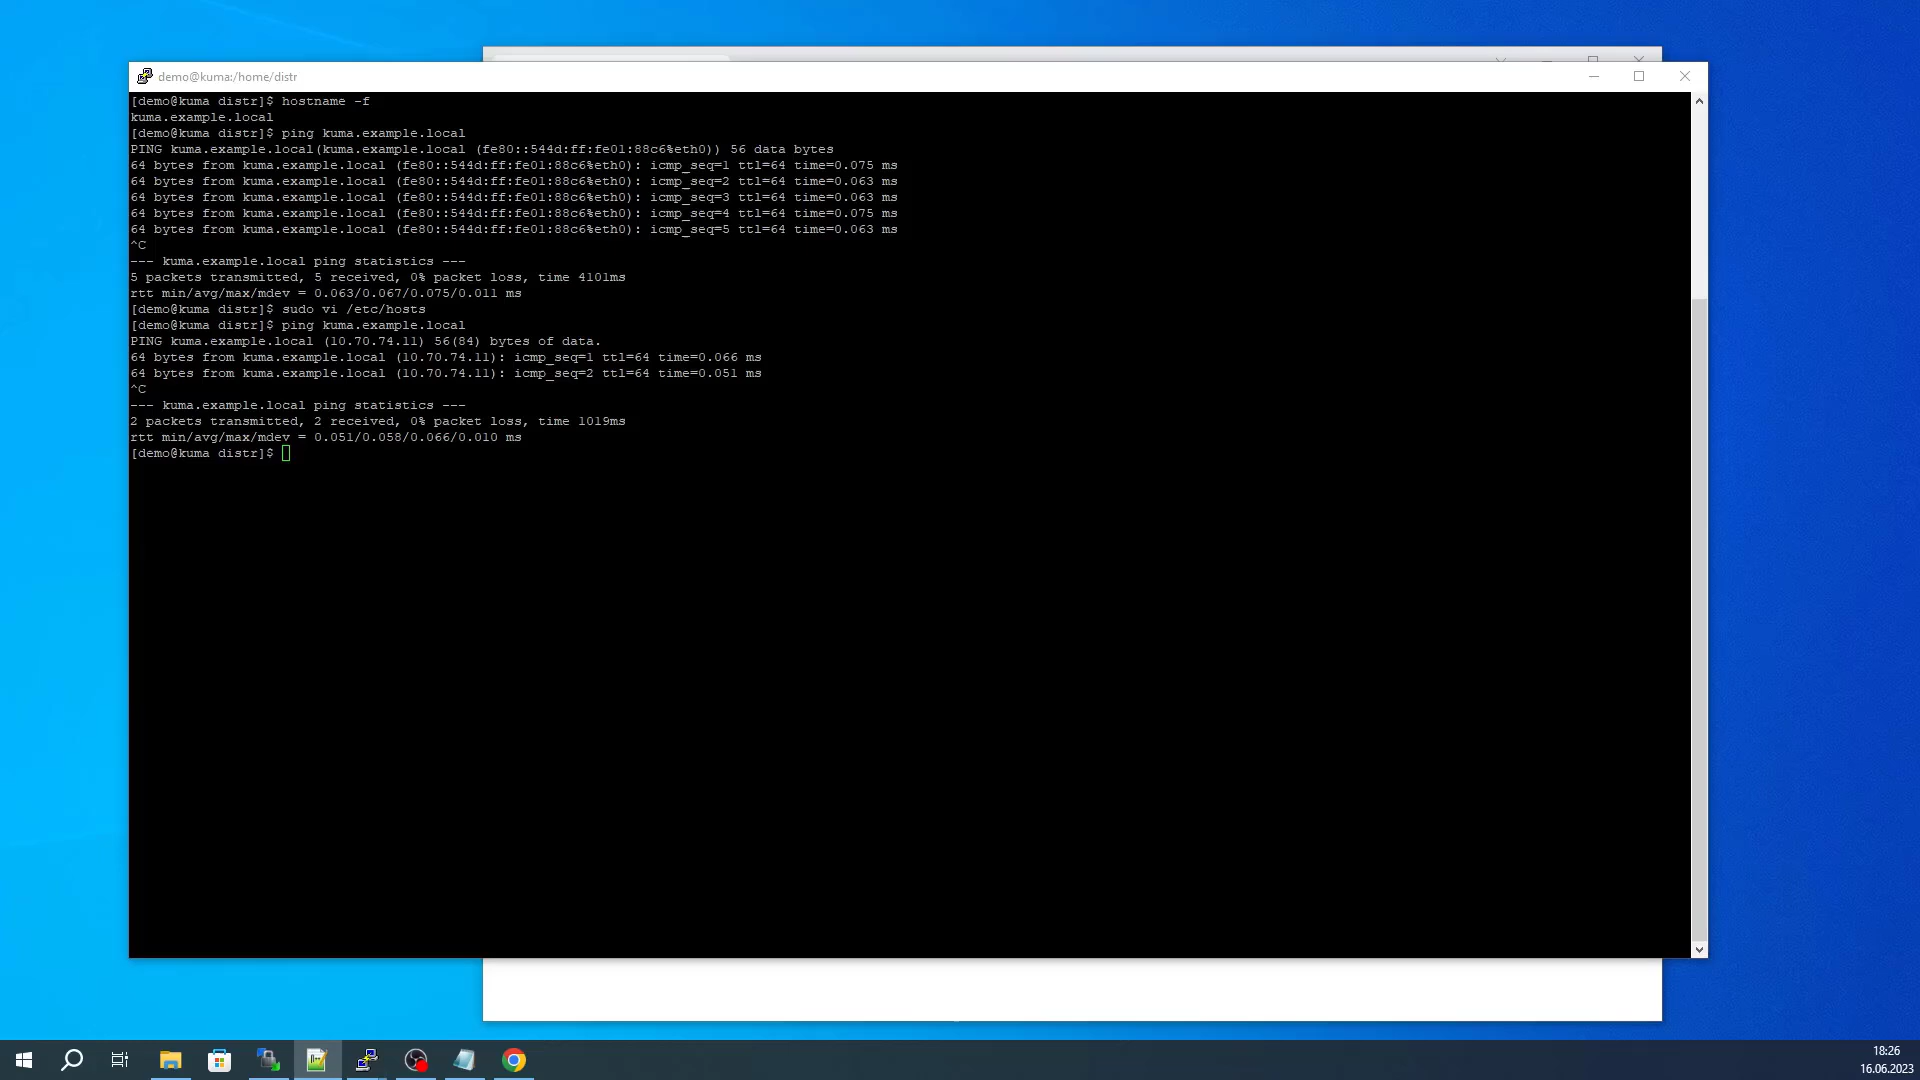 demo@kuma:/home/distr
[demo@kuma distr]$ hostname -f
kuma.example.local
[demo@kuma distr]$ ping kuma.example.local
PING kuma.example.local(kuma.example.local (fe80::544d:ff:fe01:88c6%eth0)) 56 data bytes
64 bytes from kuma.example.local (fe80::544d:ff:fe01:88c6%eth0): icmp_seq=1 ttl=64 time=0.075 ms
64 bytes from kuma.example.local (fe80::544d:ff:fe01:88c6%eth0): icmp_seq=2 ttl=64 time=0.063 ms
64 bytes from kuma.example.local (fe80::544d:ff:fe01:88c6%eth0): icmp_seq=3 ttl=64 time=0.063 ms
64 bytes from kuma.example.local (fe80::544d:ff:fe01:88c6%eth0): icmp_seq=4 ttl=64 time=0.075 ms
64 bytes from kuma.example.local (fe80::544d:ff:fe01:88c6%eth0): icmp_seq=5 ttl=64 time=0.063 ms
^C
--- kuma.example.local ping statistics ---
5 packets transmitted, 5 received, 0% packet loss, time 4101ms
rtt min/avg/max/mdev = 0.063/0.067/0.075/0.011 ms
[demo@kuma distr]$ sudo vi /etc/hosts
[demo@kuma distr]$ ping kuma.example.local
PING kuma.example.local (10.70.74.11) 56(84) bytes of data.
64 bytes from kuma.example.local (10.70.74.11): icmp_seq=1 ttl=64 time=0.066 ms
64 bytes from kuma.example.local (10.70.74.11): icmp_seq=2 ttl=64 time=0.051 ms
^C
--- kuma.example.local ping statistics ---
2 packets transmitted, 2 received, 0% packet loss, time 1019ms
rtt min/avg/max/mdev = 0.051/0.058/0.066/0.010 ms
[demo@kuma distr]$
18:26
16.06.2023